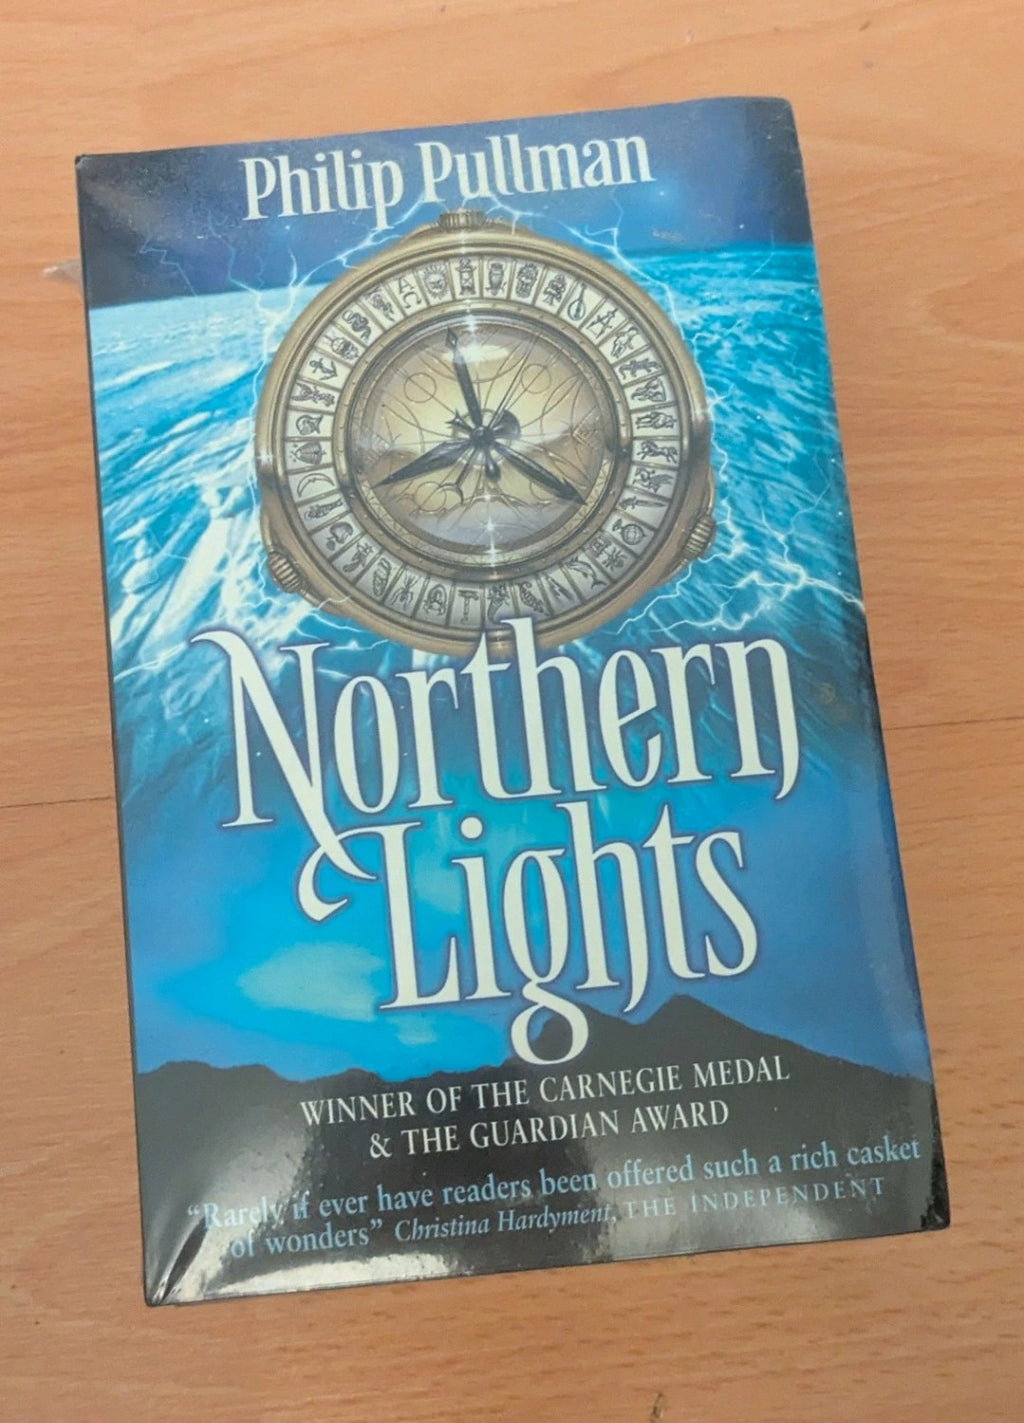 Philip Pullman
Northern
Lights
WINNER OF THE CARNEGIE MEDAL
& THE GUARDIAN AWARD
“Rarely if ever have readers been offered such a rich casket
of wonders” Christina Hardyment, THE INDEPENDENT